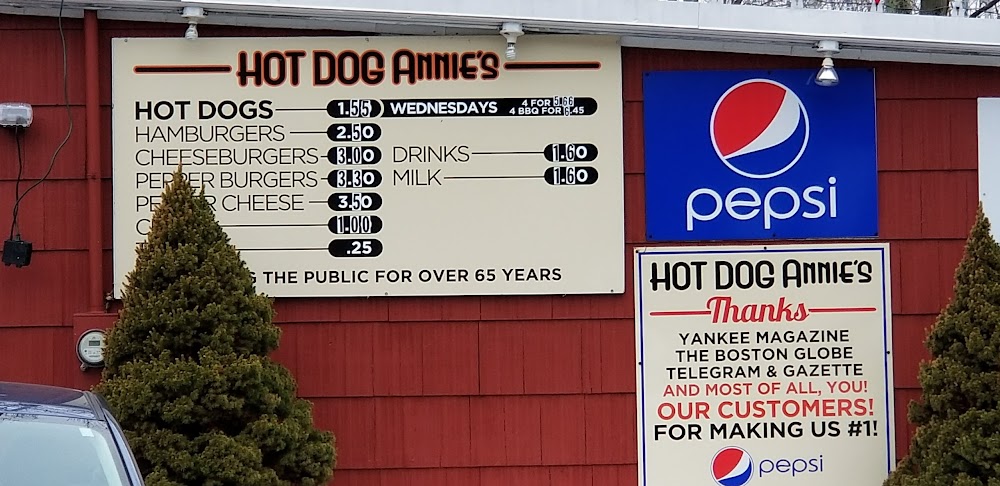 HOT DOG ANNIE'S
HOT DOGS 1.55 WEDNESDAYS 4 FOR 5.66
4 BBQ FOR 6.45
HAMBURGERS 2.50
CHEESEBURGERS 3.00 DRINKS 1.60
PEPPER BURGERS 3.30 MILK 1.60
CHEESE 3.50
1.00
.25
THE PUBLIC FOR OVER 65 YEARS
pepsi
HOT DOG ANNIE'S
Thanks
YANKEE MAGAZINE
THE BOSTON GLOBE
TELEGRAM & GAZETTE
AND MOST OF ALL, YOU!
OUR CUSTOMERS!
FOR MAKING US #1!
pepsi